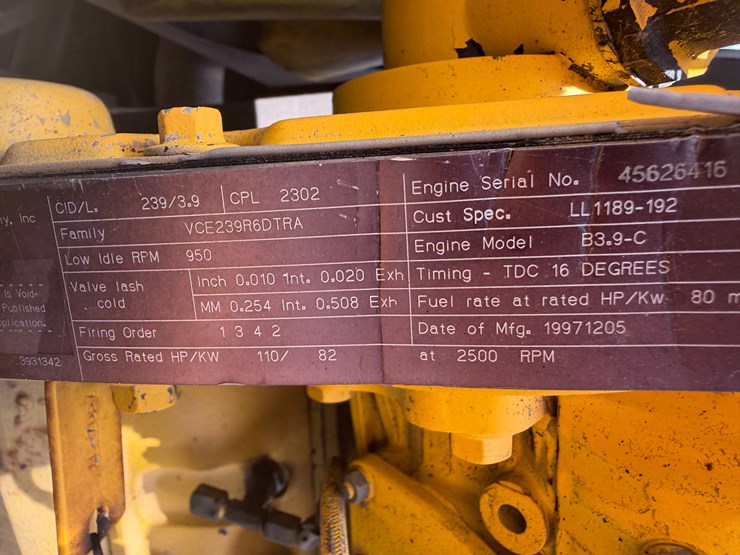 ny. Inc
CID/L. 239/3.9 CPL 2302
Family VCE239R6DTRA
Low Idle RPM 950
Valve lash cold
Inch 0.010 Int. 0.020 Exh
MM 0.254 Int. 0.508 Exh
Firing Order 1 3 4 2
Gross Rated HP/KW 110/ 82
Engine Serial No. 45626416
Cust Spec. LL1189-192
Engine Model B3.9-C
Timing - TDC 16 DEGREES
Fuel rate at rated HP/Kw 80 m
Date of Mfg. 19971205
at 2500 RPM
is Void-
Published
pplication.
3931342